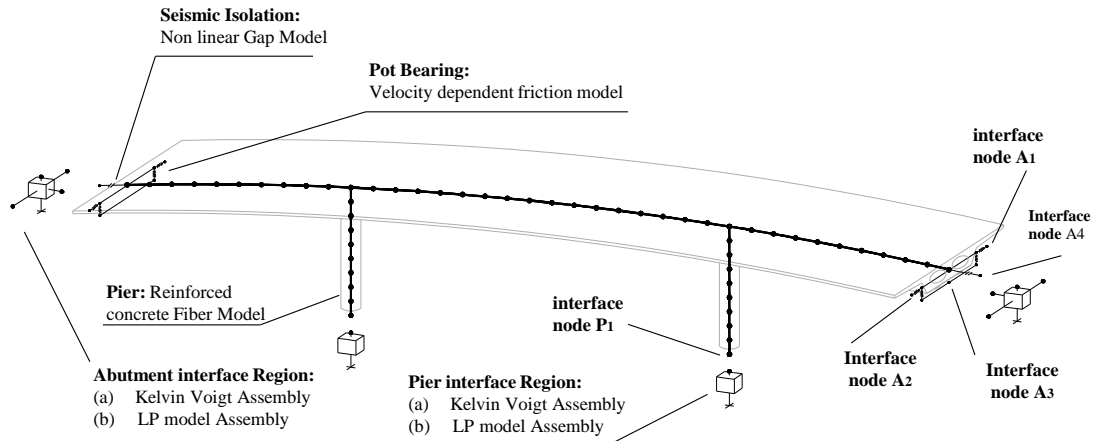 Seismic Isolation:
Non linear Gap Model
Pot Bearing:
Velocity dependent friction model
interface
node A1
Interface
node A4
Pier: Reinforced
concrete Fiber Model
interface
node P1
Interface
node A2
Interface
node A3
Abutment interface Region:
(a) Kelvin Voigt Assembly
(b) LP model Assembly
Pier interface Region:
(a) Kelvin Voigt Assembly
(b) LP model Assembly